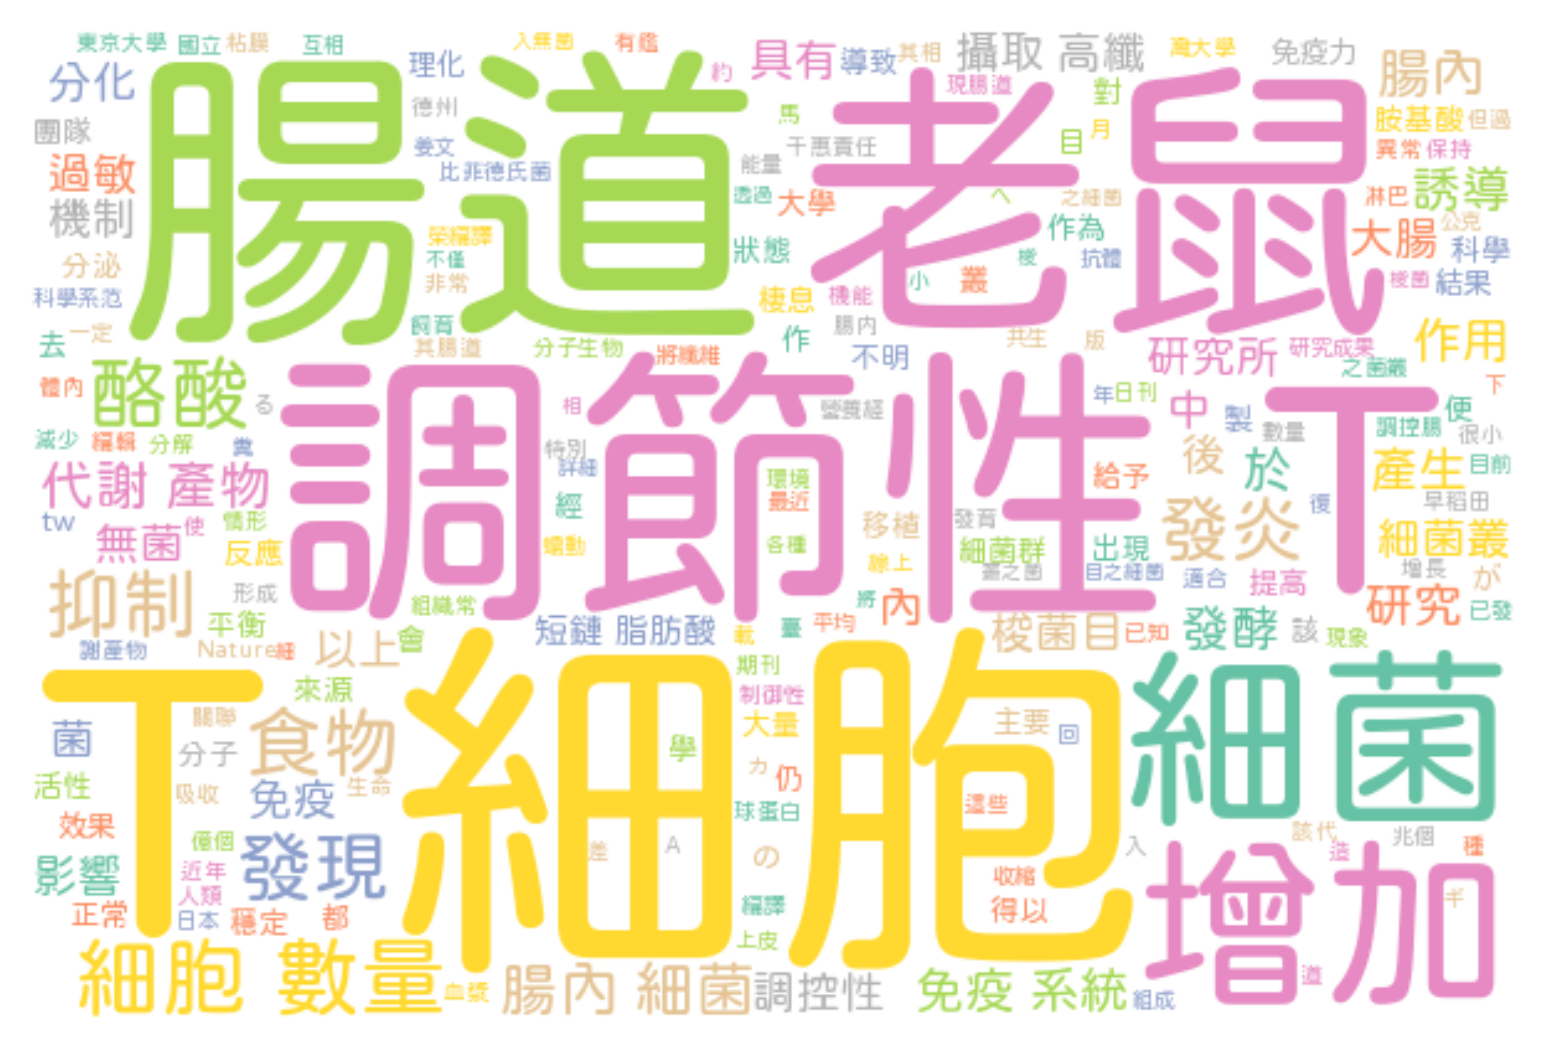 東京大學 國立 粘膜 互相 理化 入無菌 有鑑 約 具有 導致 其相 攝取 高纖 灣大學 免疫力 腸內
分化 德州 馬 現腸道 對 胺基酸 但過
團隊 腸道 老鼠 姜文 干惠責任 目 月 異常 保持
過敏 比菲德氏菌 能量 へ 之細菌 淋巴 誘導
機制 榮編譯 透過 大學 作為 大腸 公克
分泌 不僅 狀態 抗體 科學
科學系范 非常 棲息 機能 小 叢 梭菌 結果
去 一定 飼育 腸内 作用
其腸道 分子生物 作 共生 版 研究所 研究成果
體內 酪酸 將纖維 不明 之菌叢 下
る 調節性 T 相 營養經 年 日刊 中 製 便
減少 編輯 分解 糞 特別 數量 調控腸 很小
代謝 產物 詳細 環境 給予 後 於 產生 目前
tw 使 情形 經 最近 發育 復 早稻田
無菌 反應 蠕動 各種 移植 細菌群 出現 發炎 細菌叢
抑制 形成 線上 目之細菌 適合 提高 增長 が
平衡 組織常 將 內 研究 已發
謝產物 Nature 細 以上 會 短鏈 脂肪酸 載 臺 平均 梭菌目 已知 發酵 該 現象
來源 期刊
T 細胞 制御性 細菌
菌 關聯 食物 大量 主要 回
分子 學
活性 吸收 免疫 生命 カ 仍
效果 球蛋白 這些
億個 差 A の 入 該代 兆個
影響 近年 發現 造 種
人類 收縮 增加 ギ
正常 日本 穩定 都 編譯 得以
上皮
細胞 數量 血漿 腸內 細菌 調控性 免疫 系統 組成 道